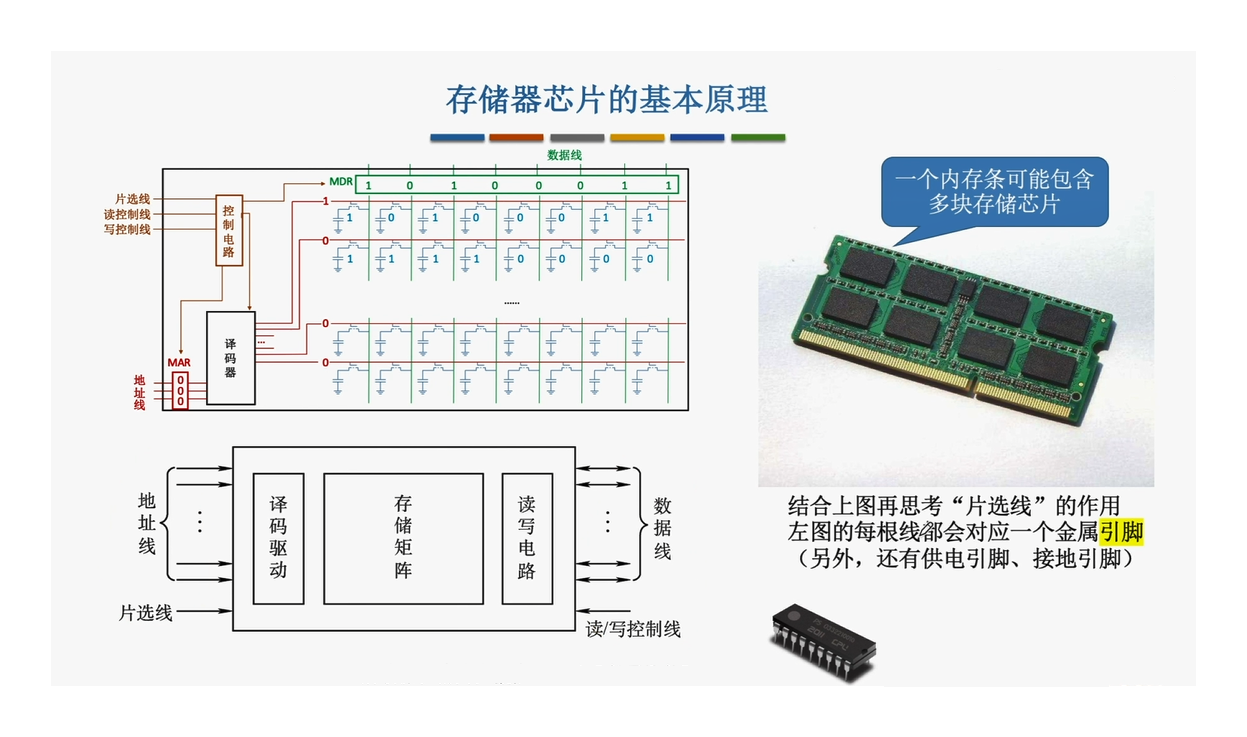 存储器芯片的基本原理
数据线
MDR 1 0 1 0 0 0 1 1
片选线
读控制线
写控制线
控制电路
1
1 0 1 0 0 0 1 1
0
1 1 1 1 0 0 0 0
......
0
0
译码器
...
MAR
地址线
0
0
0
一个内存条可能包含
多块存储芯片
地址线
译码驱动
存储矩阵
读写电路
数据线
片选线
读/写控制线
结合上图再思考“片选线”的作用
左图的每根线都会对应一个金属引脚
（另外，还有供电引脚、接地引脚）